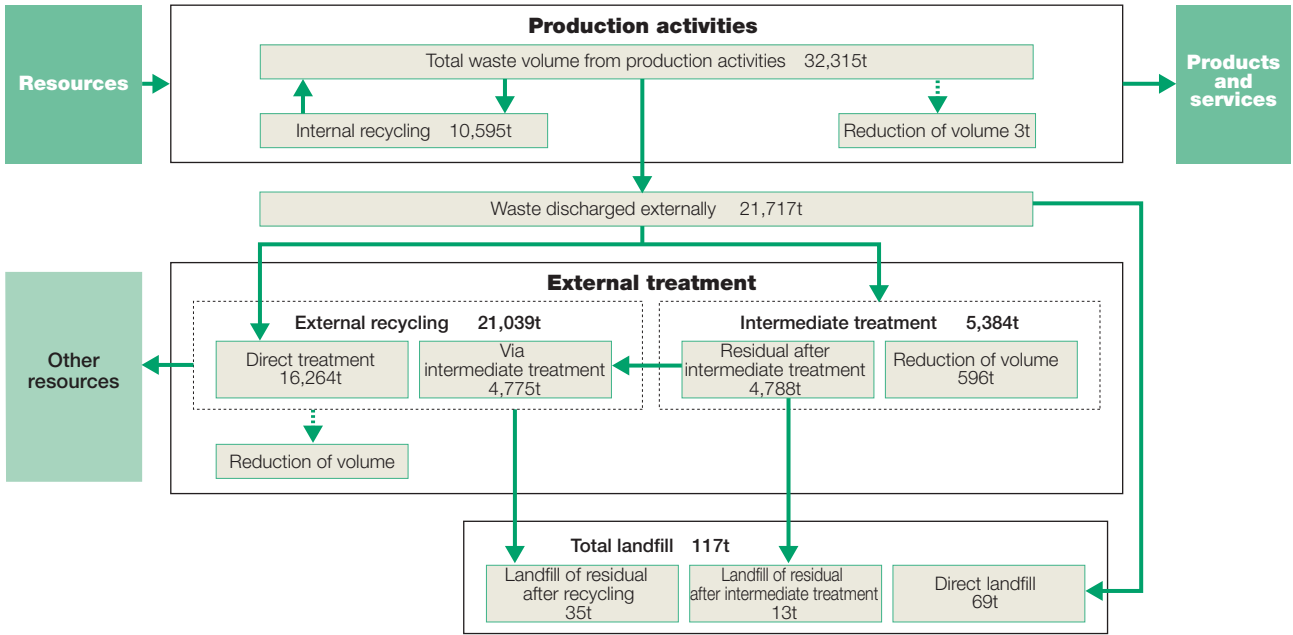 Production activities
Total waste volume from production activities 32,315t
Resources
Products
and
services
Internal recycling 10,595t
Reduction of volume 3t
Waste discharged externally 21,717t
External treatment
External recycling 21,039t
Intermediate treatment 5,384t
Other
resources
Direct treatment
16,264t
Via
intermediate treatment
4,775t
Residual after
intermediate treatment
4,788t
Reduction of volume
596t
Reduction of volume
Total landfill 117t
Landfill of residual
after recycling
35t
Landfill of residual
after intermediate treatment
13t
Direct landfill
69t